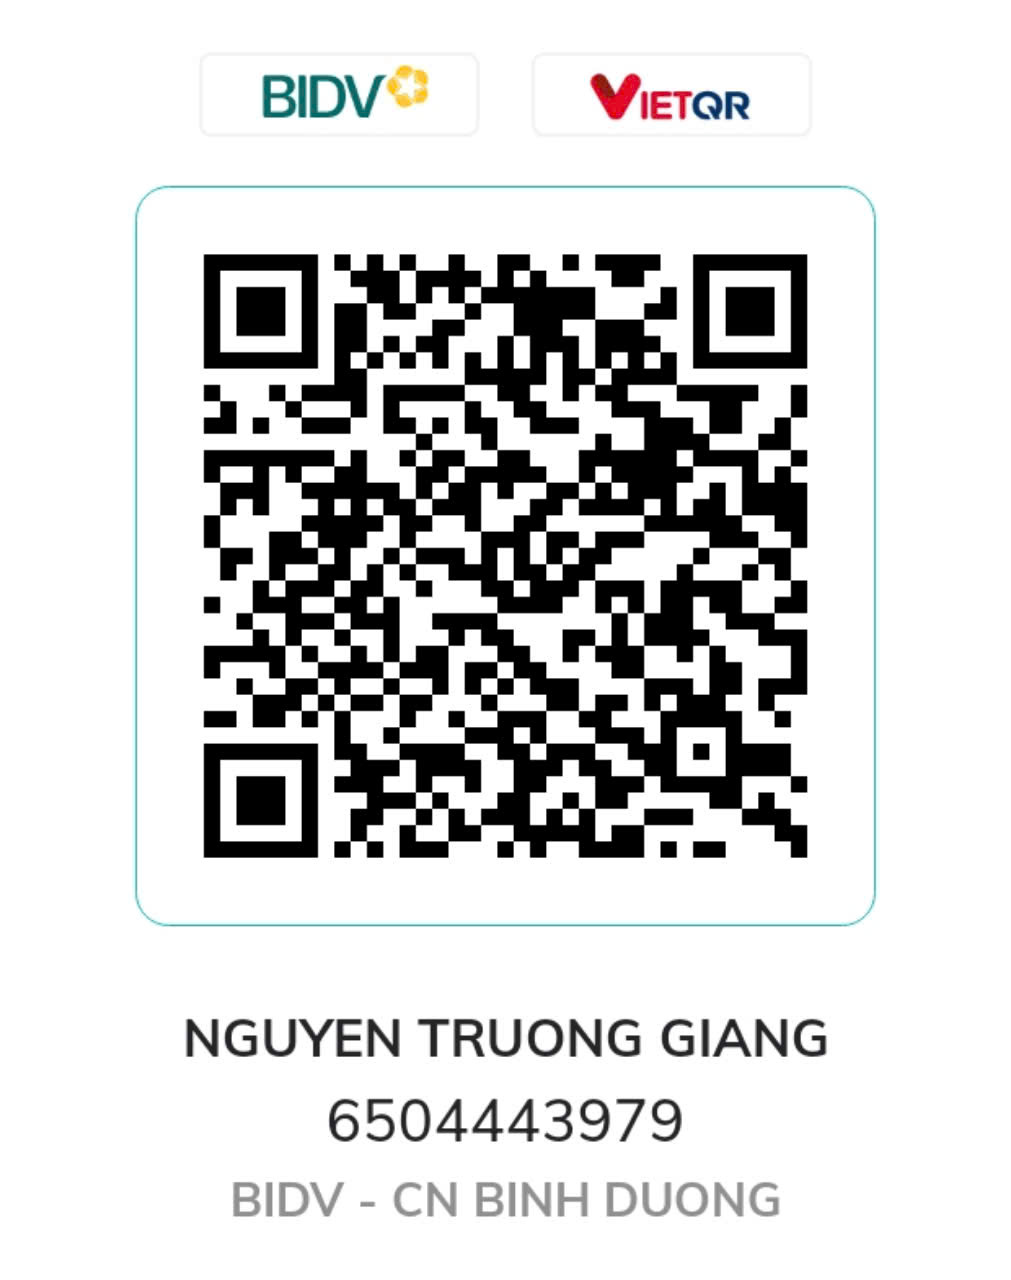 BIDV
VIETQR
NGUYEN TRUONG GIANG
6504443979
BIDV - CN BINH DUONG